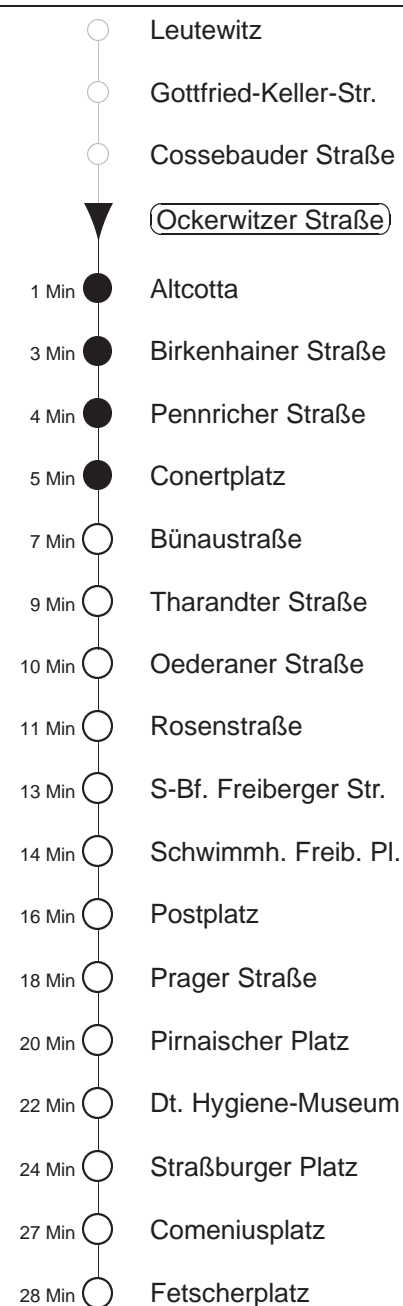 Leutewitz
Gottfried-Keller-Str.
Cossebauder Straße
Ockerwitzer Straße
1 Min Altcotta
3 Min Birkenhainer Straße
4 Min Pennricher Straße
5 Min Conertplatz
7 Min Bünaustraße
9 Min Tharandter Straße
10 Min Oederaner Straße
11 Min Rosenstraße
13 Min S-Bf. Freiberger Str.
14 Min Schwimmh. Freib. Pl.
16 Min Postplatz
18 Min Prager Straße
20 Min Pirnaischer Platz
22 Min Dt. Hygiene-Museum
24 Min Straßburger Platz
27 Min Comeniusplatz
28 Min Fetscherplatz